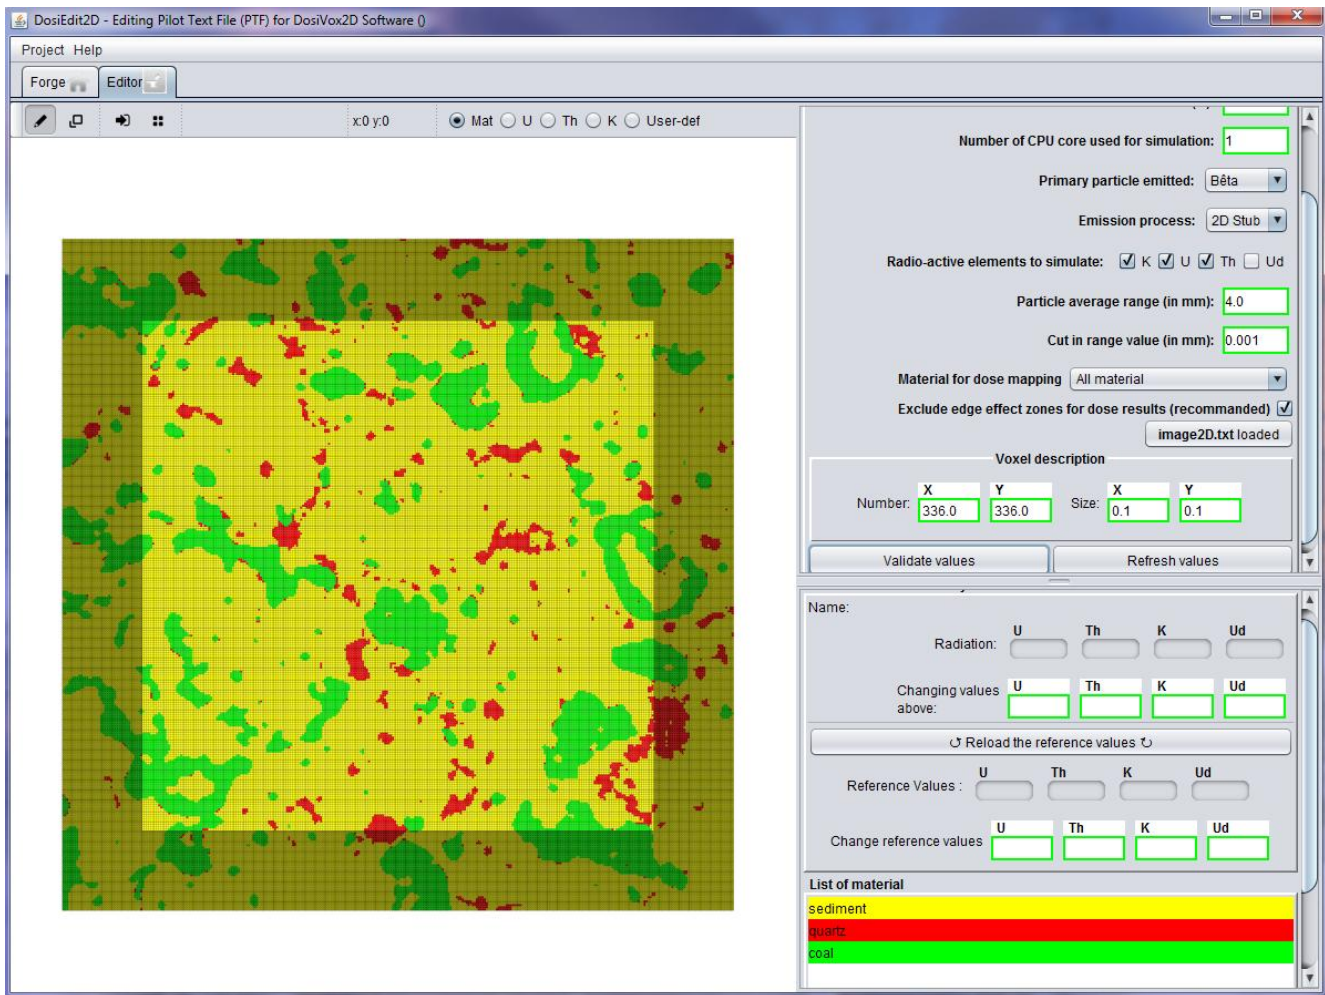 DosiEdit2D - Editing Pilot Text File (PTF) for DosiVox2D Software ()
Project Help
Forge Editor
x:0 y:0 Mat U Th K User-def
Number of CPU core used for simulation: 1
Primary particle emitted: Bêta
Emission process: 2D Stub
Radio-active elements to simulate: K U Th Ud
Particle average range (in mm): 4.0
Cut in range value (in mm): 0.001
Material for dose mapping All material
Exclude edge effect zones for dose results (recommanded)
image2D.txt loaded
Voxel description
X Y X Y
Number: 336.0 336.0 Size: 0.1 0.1
Validate values Refresh values
Name:
U Th K Ud
Radiation:
Changing values U Th K Ud
above:
↺ Reload the reference values ↻
U Th K Ud
Reference Values :
U Th K Ud
Change reference values
List of material
sediment
quartz
coal